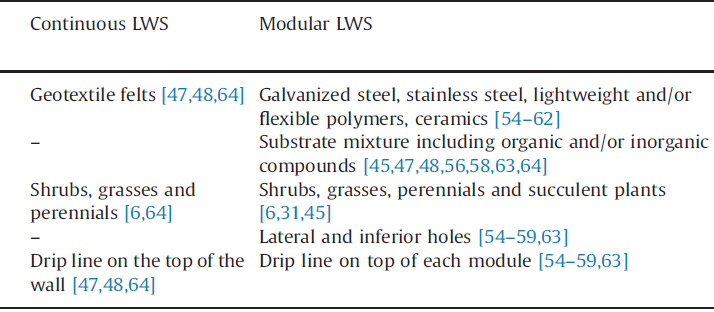 Continuous LWS Modular LWS
Geotextile felts [47,48,64] Galvanized steel, stainless steel, lightweight and/or
flexible polymers, ceramics [54–62]
– Substrate mixture including organic and/or inorganic
compounds [45,47,48,56,58,63,64]
Shrubs, grasses and Shrubs, grasses, perennials and succulent plants
perennials [6,64] [6,31,45]
– Lateral and inferior holes [54–59,63]
Drip line on the top of the Drip line on top of each module [54–59,63]
wall [47,48,64]